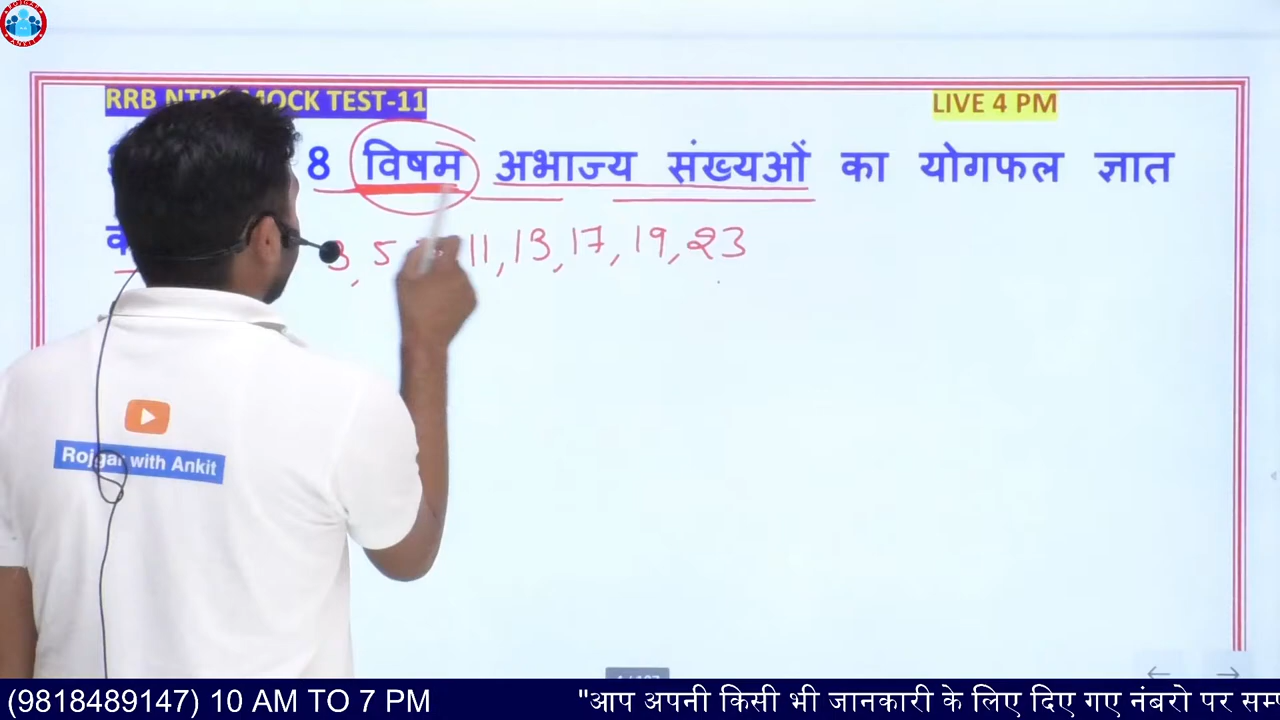 RRB NTPC MOCK TEST-11
LIVE 4 PM
8 विषम अभाज्य संख्यओं का योगफल ज्ञात
3, 5 11, 13, 17, 19, 23
Rojgar with Ankit
(9818489147) 10 AM TO 7 PM "आप अपनी किसी भी जानकारी के लिए दिए गए नंबरो पर सम्प